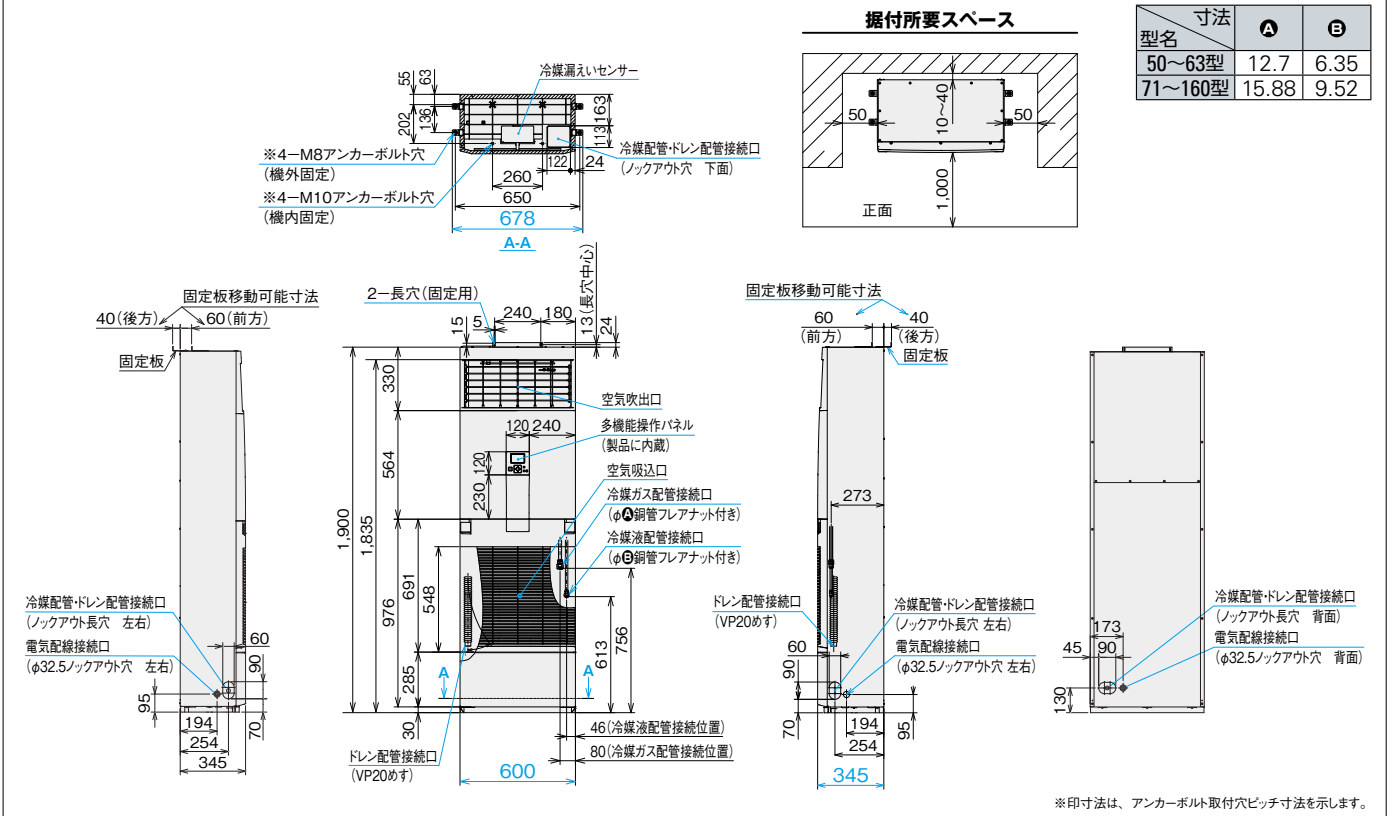 据付所要スペース
寸法
型名
A
B
50～63型
12.7
6.35
71～160型
15.88
9.52
50
10～40
50
1,000
正面
冷媒漏えいセンサー
55
63
202
136
163
113
冷媒配管・ドレン配管接続口
(ノックアウト穴 下面)
122
24
※4－M8アンカーボルト穴
(機外固定)
※4－M10アンカーボルト穴
(機内固定)
260
650
678
A-A
固定板移動可能寸法
40(後方)
60(前方)
固定板
冷媒配管・ドレン配管接続口
(ノックアウト長穴 左右)
電気配線接続口
(φ32.5ノックアウト穴 左右)
60
90
70
95
194
254
345
2－長穴(固定用)
240
180
5
15
13(長穴中心)
24
330
564
1,900
1,835
976
691
548
285
30
120
240
120
230
空気吹出口
多機能操作パネル
(製品に内蔵)
空気吸込口
冷媒ガス配管接続口
(φA銅管フレアナット付き)
冷媒液配管接続口
(φB銅管フレアナット付き)
613
756
A
A
46(冷媒液配管接続位置)
80(冷媒ガス配管接続位置)
ドレン配管接続口
(VP20めす)
600
固定板移動可能寸法
60
(前方)
40
(後方)
固定板
273
ドレン配管接続口
(VP20めす)
冷媒配管・ドレン配管接続口
(ノックアウト長穴 左右)
電気配線接続口
(φ32.5ノックアウト穴 左右)
60
90
70
95
194
254
345
冷媒配管・ドレン配管接続口
(ノックアウト長穴 背面)
電気配線接続口
(φ32.5ノックアウト穴 背面)
173
45
90
130
※印寸法は、アンカーボルト取付穴ピッチ寸法を示します。